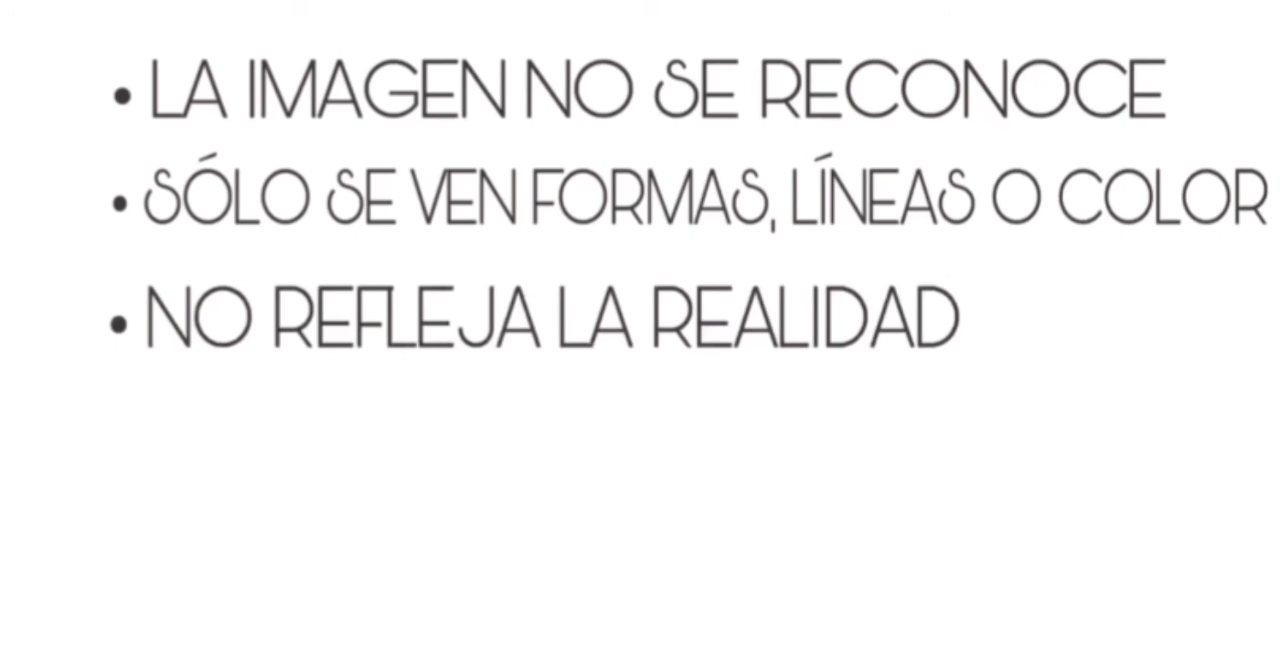 • LA IMAGEN NO SE RECONOCE
• SÓLO SE VEN FORMAS, LÍNEAS O COLOR
• NO REFLEJA LA REALIDAD